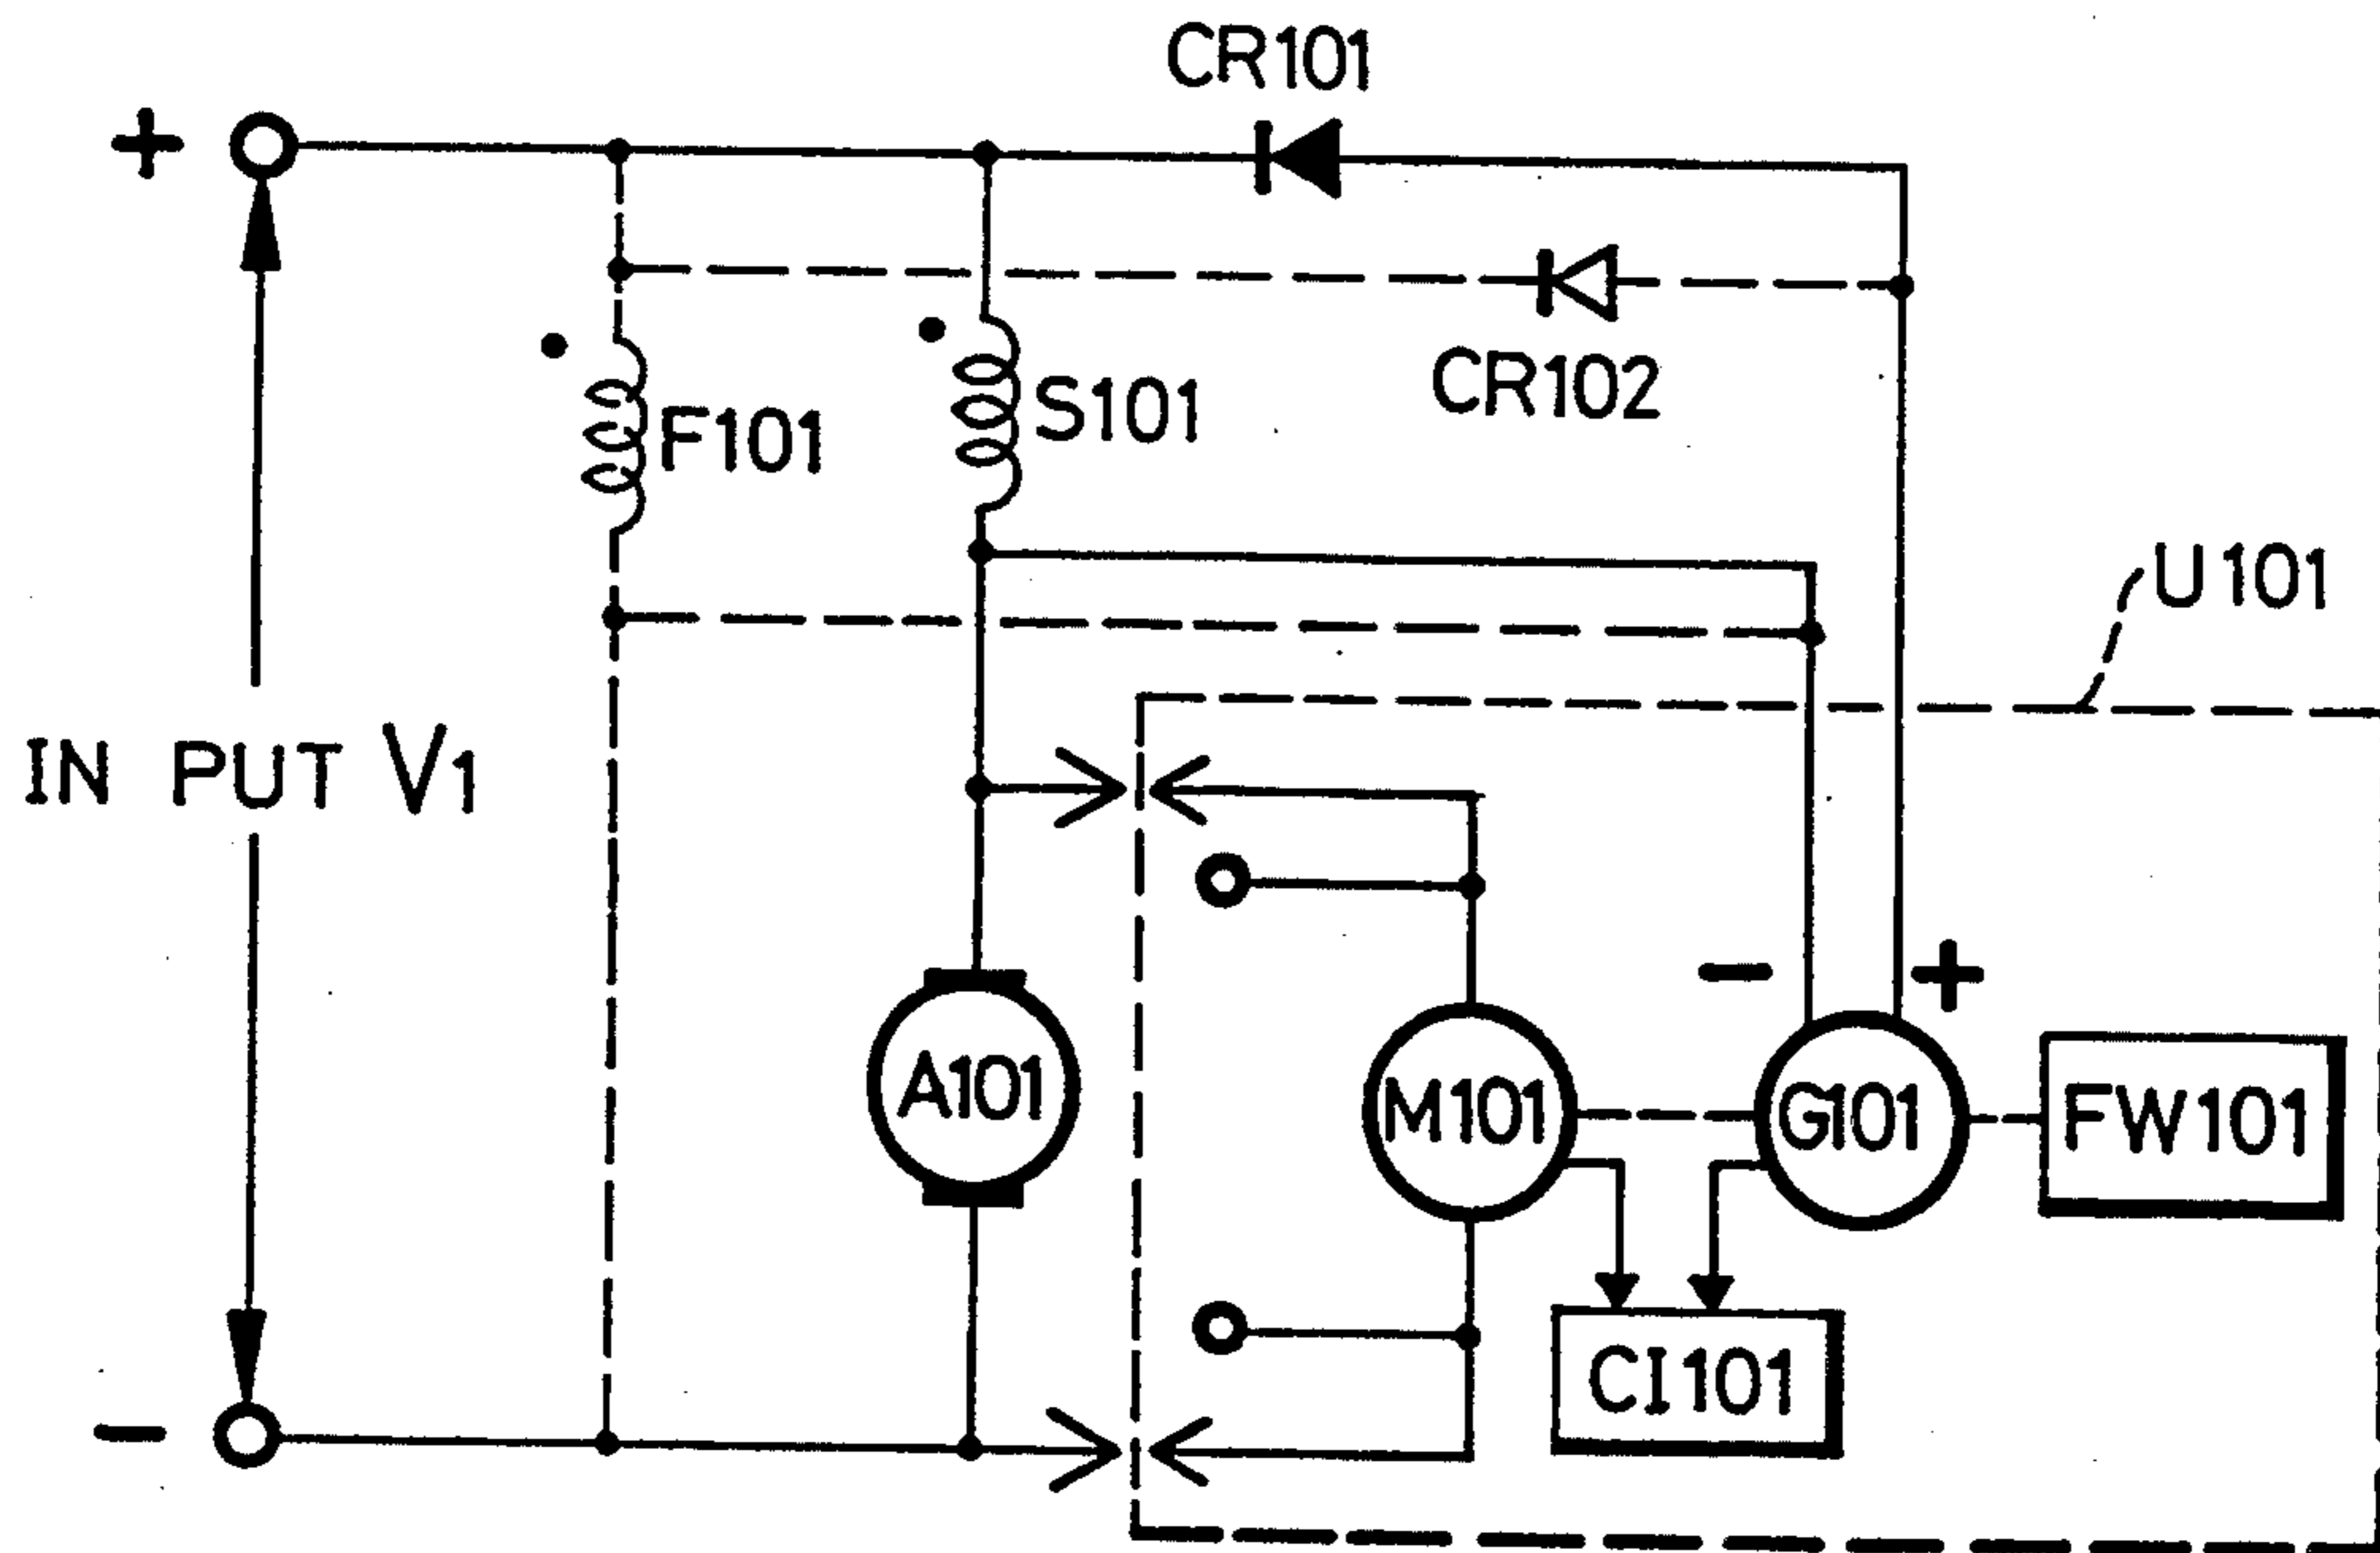 CR101
+
CR102
F101
S101
U101
IN PUT V1
- +
A101
M101
G101
FW101
CI101
-